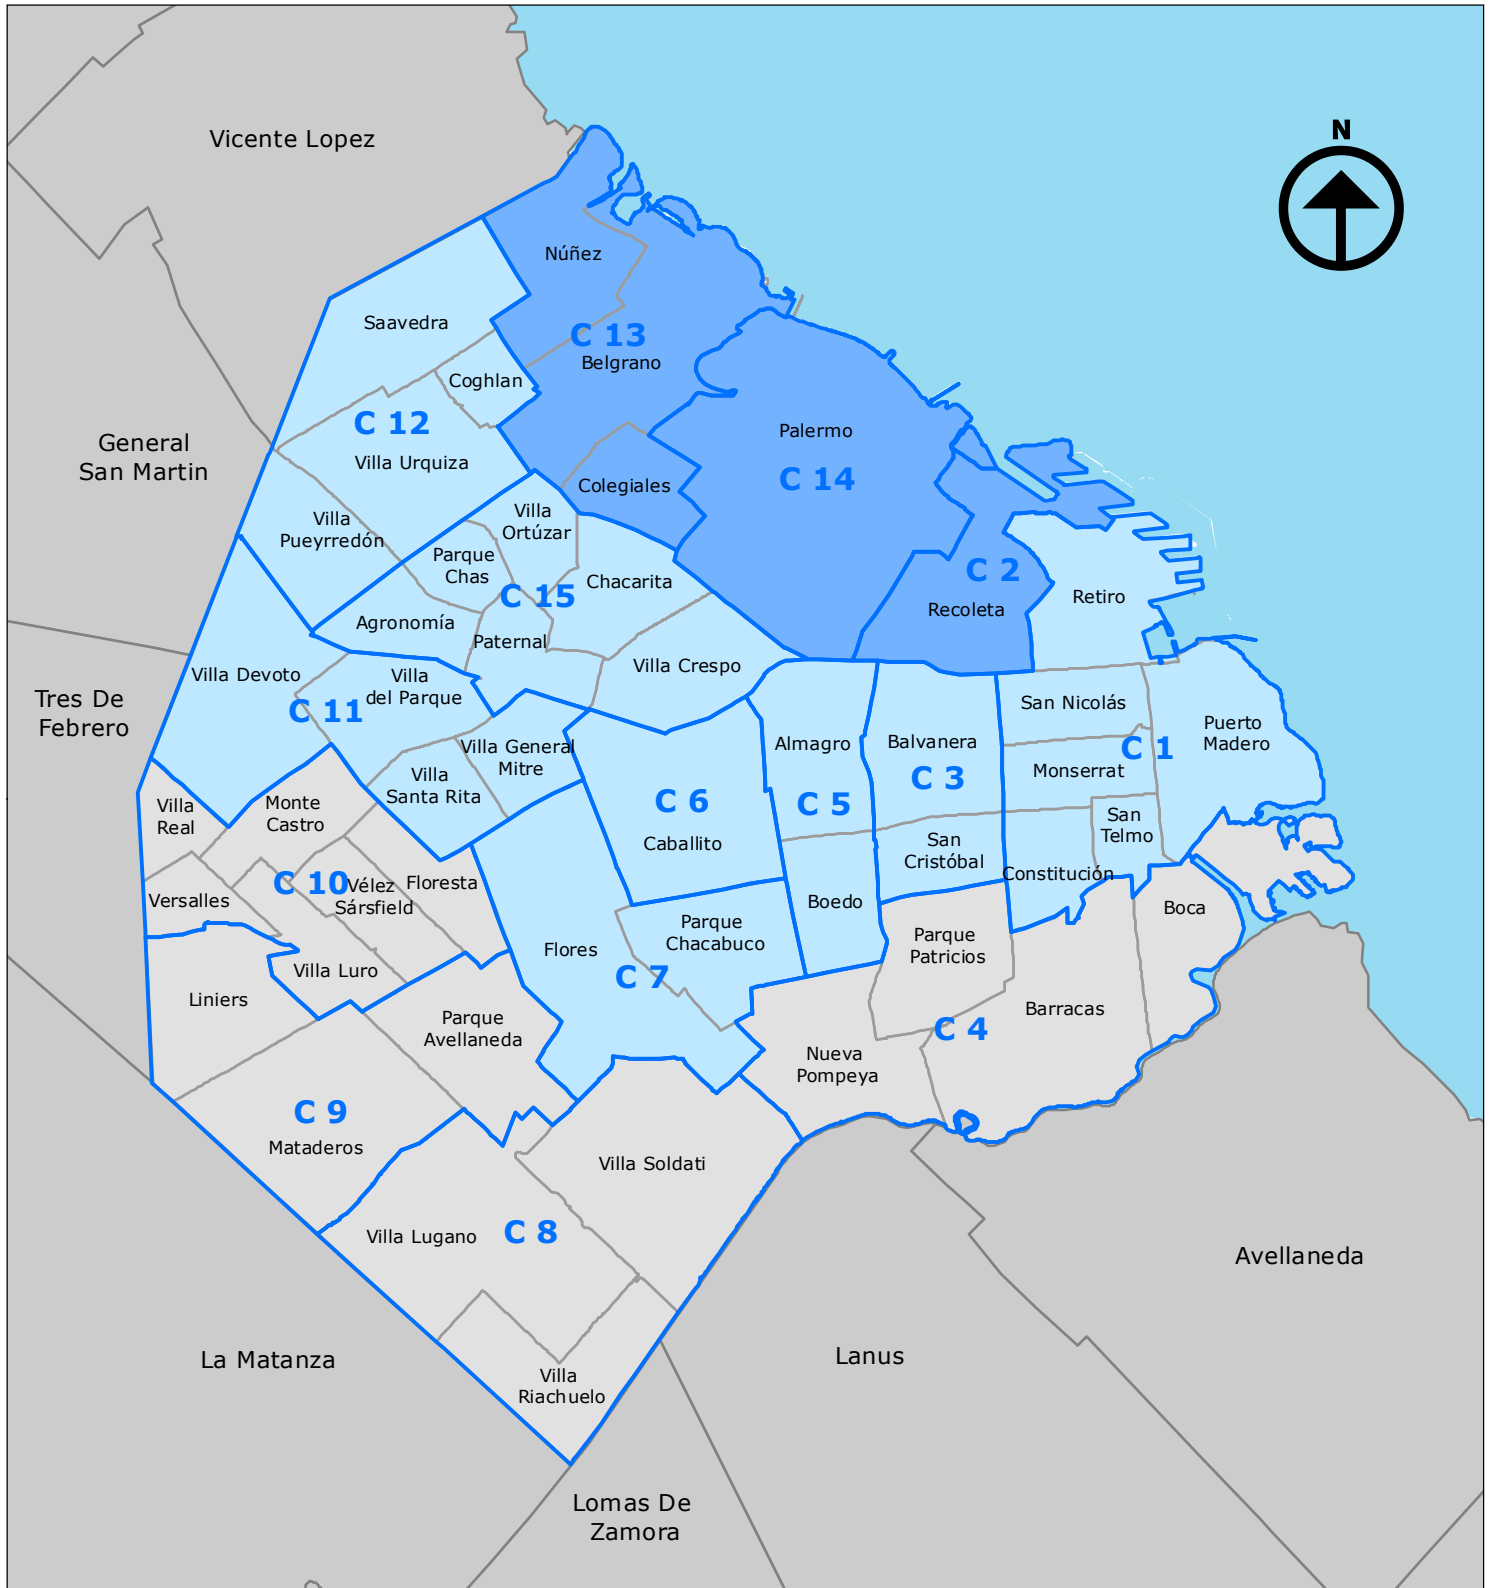 N
Vicente Lopez
Núñez
Saavedra
C 13
Belgrano
Coghlan
C 12
Palermo
General
San Martin
Villa Urquiza
C 14
Colegiales
Villa
Pueyrredón
Villa
Ortúzar
Parque
Chas
C 2
Chacarita
C 15
Retiro
Recoleta
Agronomía
Paternal
Villa Crespo
Villa Devoto
Villa
del Parque
Tres De
Febrero
C 11
San Nicolás
Puerto
Madero
Almagro
Balvanera
C 1
Villa General
Mitre
Monserrat
C 3
Villa
Santa Rita
C 6
C 5
Villa
Real
Monte
Castro
San
Telmo
Caballito
San
Cristóbal
Constitución
C 10
Vélez
Sársfield
Floresta
Versalles
Boedo
Boca
Parque
Chacabuco
Flores
Parque
Patricios
Villa Luro
C 7
Liniers
Barracas
Parque
Avellaneda
C 4
Nueva
Pompeya
C 9
Mataderos
Villa Soldati
Villa Lugano
C 8
Avellaneda
La Matanza
Lanus
Villa
Riachuelo
Lomas De
Zamora